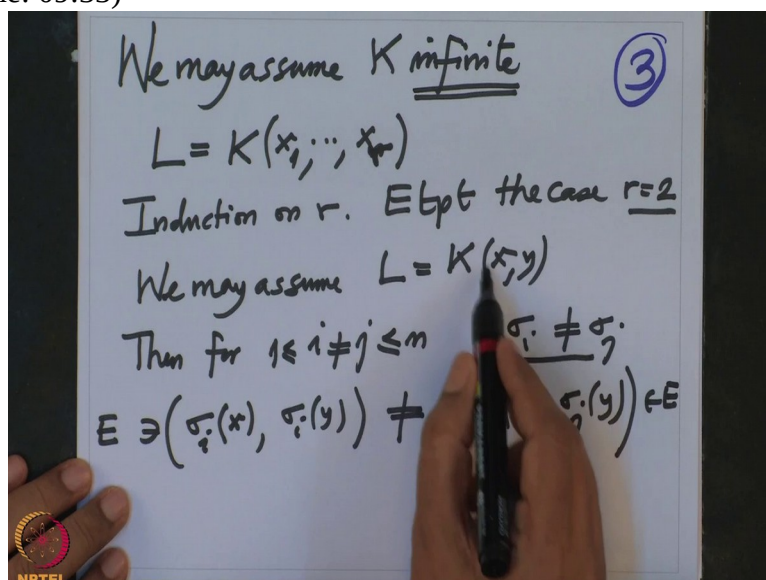 We may assume K infinite
3
L = K(x₁, ..., xᵣ)
Induction on r. Etpt the case r=2
We may assume L = K(x, y)
Then for 1 ≤ i ≠ j ≤ n σᵢ ≠ σⱼ
E ∋ (σᵢ(x), σᵢ(y)) ≠ σⱼ(y)) ∈ E
NPTEL